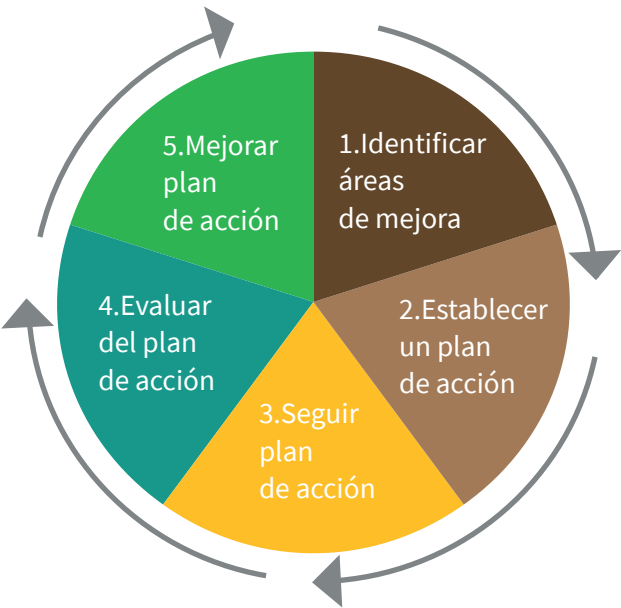 1.Identificar
áreas
de mejora
2.Establecer
un plan
de acción
3.Seguir
plan
de acción
4.Evaluar
del plan
de acción
5.Mejorar
plan
de acción